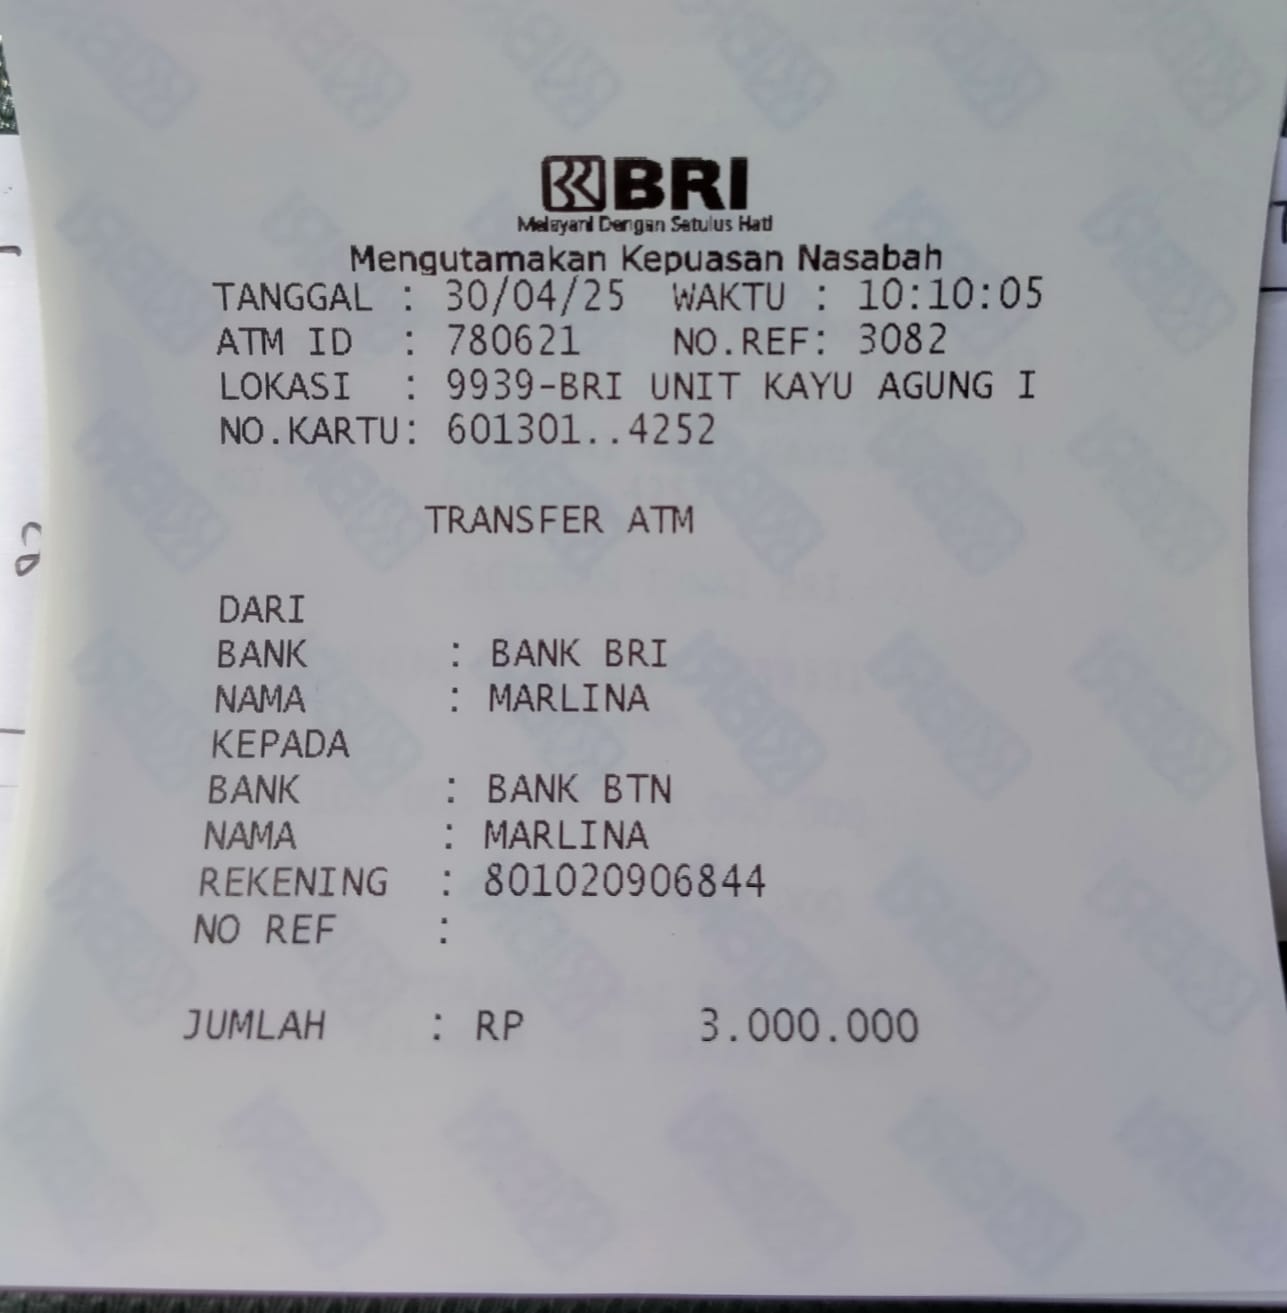 BRI
Melayani Dengan Setulus Hati
Mengutamakan Kepuasan Nasabah
TANGGAL : 30/04/25 WAKTU : 10:10:05
ATM ID : 780621 NO.REF: 3082
LOKASI : 9939-BRI UNIT KAYU AGUNG I
NO.KARTU: 601301..4252
TRANSFER ATM
DARI
BANK : BANK BRI
NAMA : MARLINA
KEPADA
BANK : BANK BTN
NAMA : MARLINA
REKENING : 801020906844
NO REF :
JUMLAH : RP 3.000.000